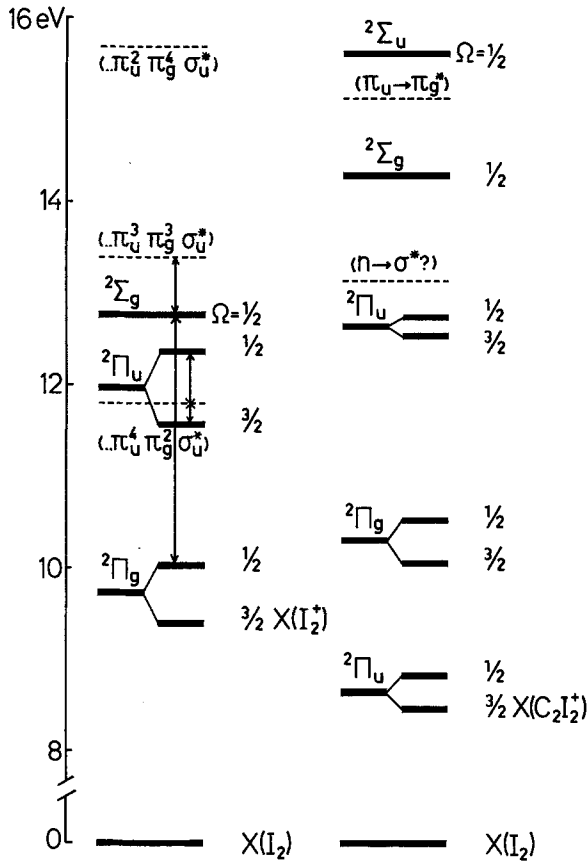 16 eV
14
12
10
8
0
(..π_u^2 π_g^4 σ_u^*)
(..π_u^3 π_g^3 σ_u^*)
²Σ_g
Ω=½
²Π_u
½
3/2
(..π_u^4 π_g^2 σ_u^*)
²Π_g
½
3/2 X(I₂⁺)
X(I₂)
²Σ_u
Ω=½
(π_u→π_g^*)
²Σ_g
½
(n→σ*?)
²Π_u
½
3/2
²Π_g
½
3/2
²Π_u
½
3/2 X(C₂I₂⁺)
X(I₂)